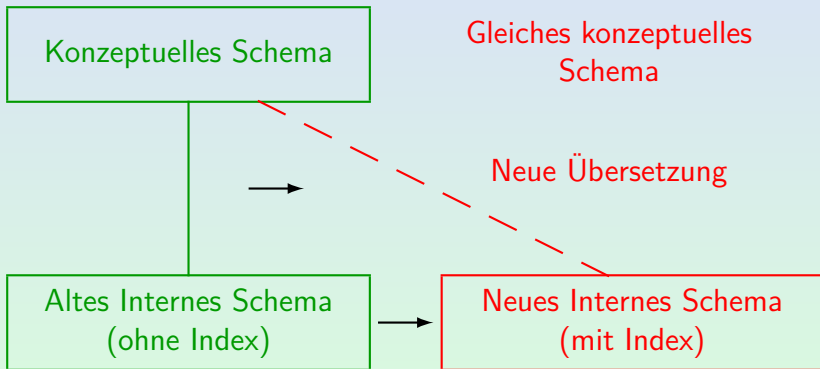 Konzeptuelles Schema
Gleiches konzeptuelles
Schema
Neue Übersetzung
Altes Internes Schema
(ohne Index)
Neues Internes Schema
(mit Index)